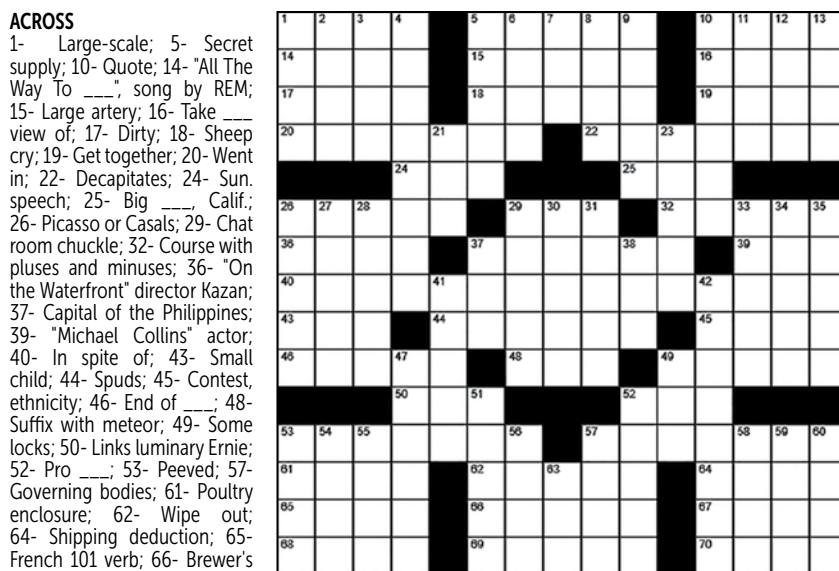 ACROSS
1- Large-scale; 5- Secret
supply; 10- Quote; 14- "All The
Way To ___", song by REM;
15- Large artery; 16- Take ___
view of; 17- Dirty; 18- Sheep
cry; 19- Get together; 20- Went
in; 22- Decapitates; 24- Sun.
speech; 25- Big ___, Calif.;
26- Picasso or Casals; 29- Chat
room chuckle; 32- Course with
pluses and minuses; 36- "On
the Waterfront" director Kazan;
37- Capital of the Philippines;
39- "Michael Collins" actor;
40- In spite of; 43- Small
child; 44- Spuds; 45- Contest,
ethnicity; 46- End of ___; 48-
Suffix with meteor; 49- Some
locks; 50- Links luminary Ernie;
52- Pro ___; 53- Peeved; 57-
Governing bodies; 61- Poultry
enclosure; 62- Wipe out;
64- Shipping deduction; 65-
French 101 verb; 66- Brewer's
1 2 3 4 5 6 7 8 9 10 11 12 13
14 15 16
17 18 19
20 21 22 23
24 25
26 27 28 29 30 31 32 33 34 35
36 37 38 39
40 41 42
43 44 45
46 47 48 49
50 51 52
53 54 55 56 57 58 59 60
61 62 63 64
65 66 67
68 69 70